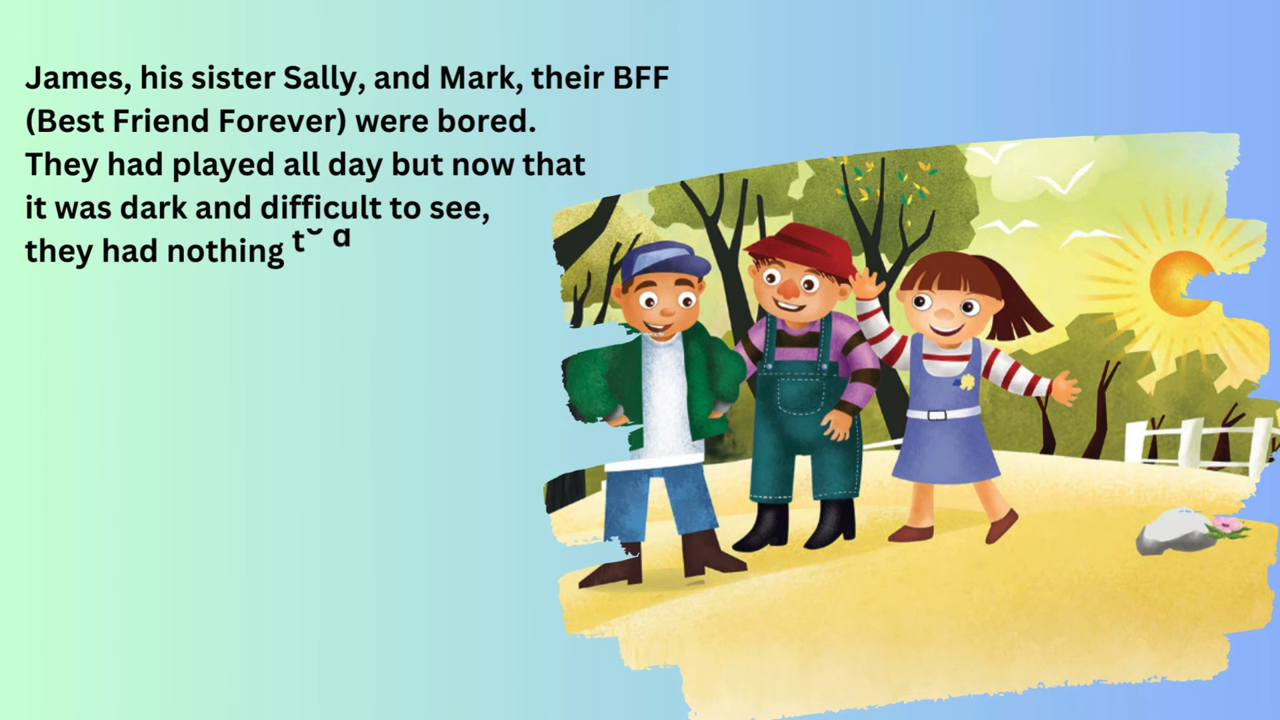 James, his sister Sally, and Mark, their BFF
(Best Friend Forever) were bored.
They had played all day but now that
it was dark and difficult to see,
they had nothing